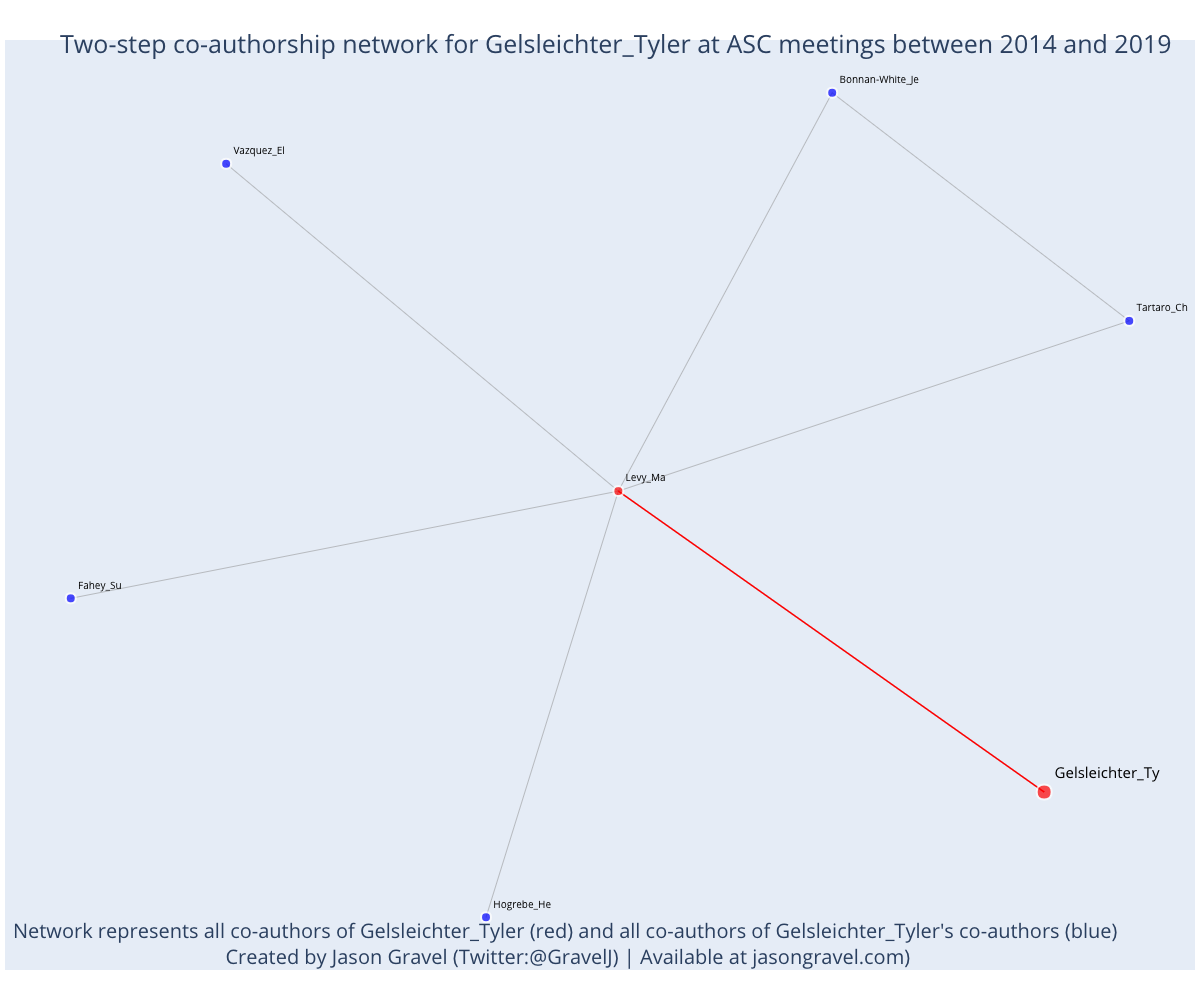 Two-step co-authorship network for Gelsleichter_Tyler at ASC meetings between 2014 and 2019
Bonnan-White_Je
Vazquez_El
Tartaro_Ch
Levy_Ma
Fahey_Su
Gelsleichter_Ty
Hogrebe_He
Network represents all co-authors of Gelsleichter_Tyler (red) and all co-authors of Gelsleichter_Tyler's co-authors (blue)
Created by Jason Gravel (Twitter:@GravelJ) | Available at jasongravel.com)